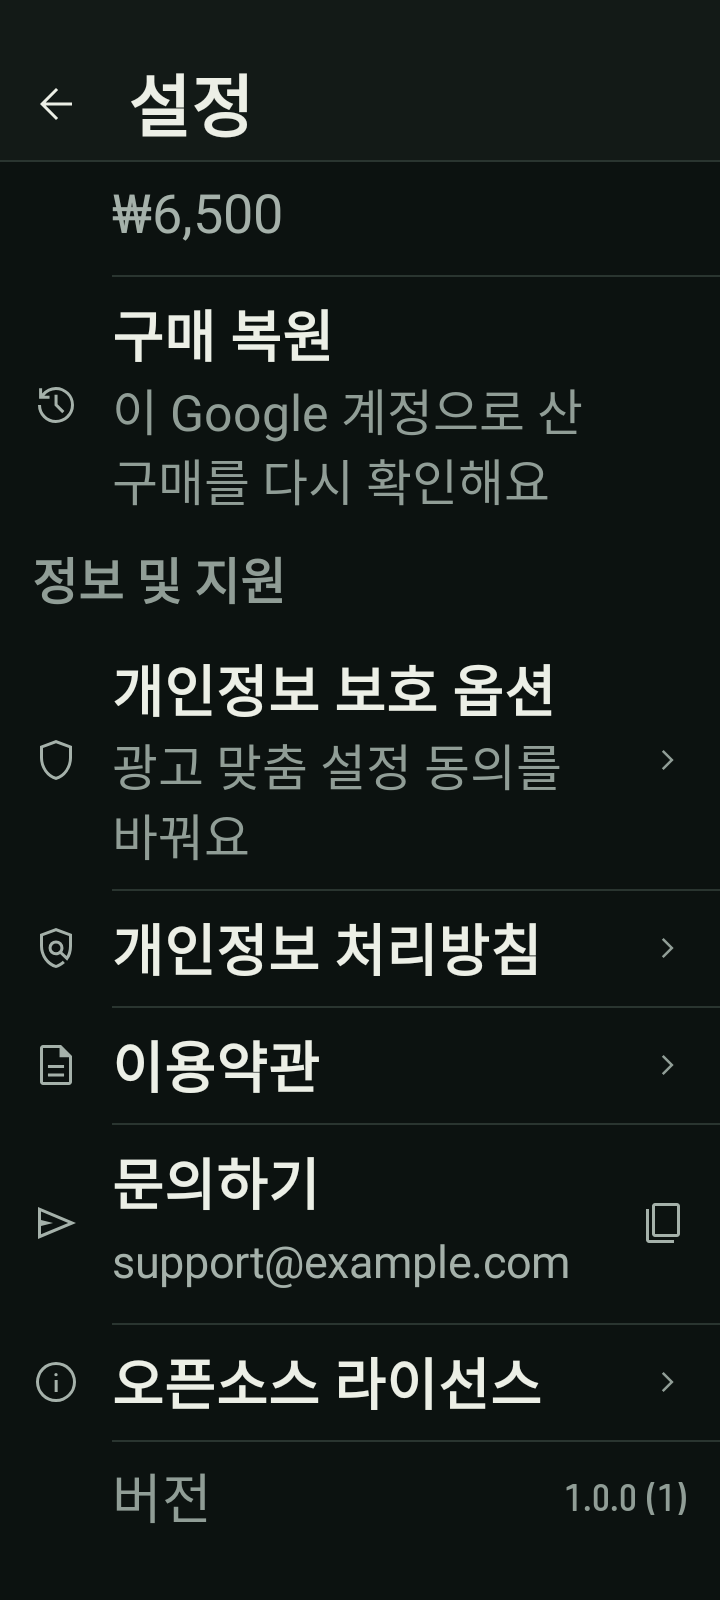 설정
₩6,500
구매 복원
이 Google 계정으로 산
구매를 다시 확인해요
정보 및 지원
개인정보 보호 옵션
광고 맞춤 설정 동의를
바꿔요
개인정보 처리방침
이용약관
문의하기
support@example.com
오픈소스 라이선스
버전
1.0.0 (1)